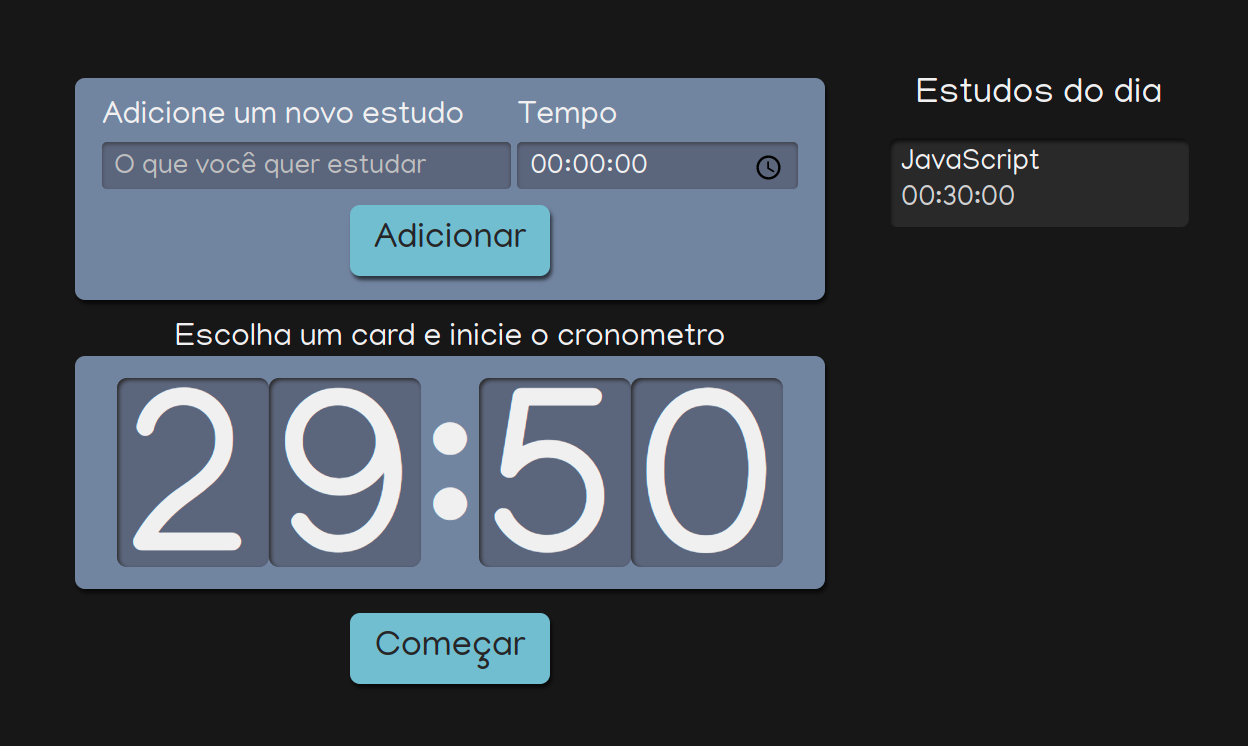 Adicione um novo estudo
O que você quer estudar
Tempo
00:00:00
Adicionar
Escolha um card e inicie o cronometro
29:50
Começar
Estudos do dia
JavaScript
00:30:00